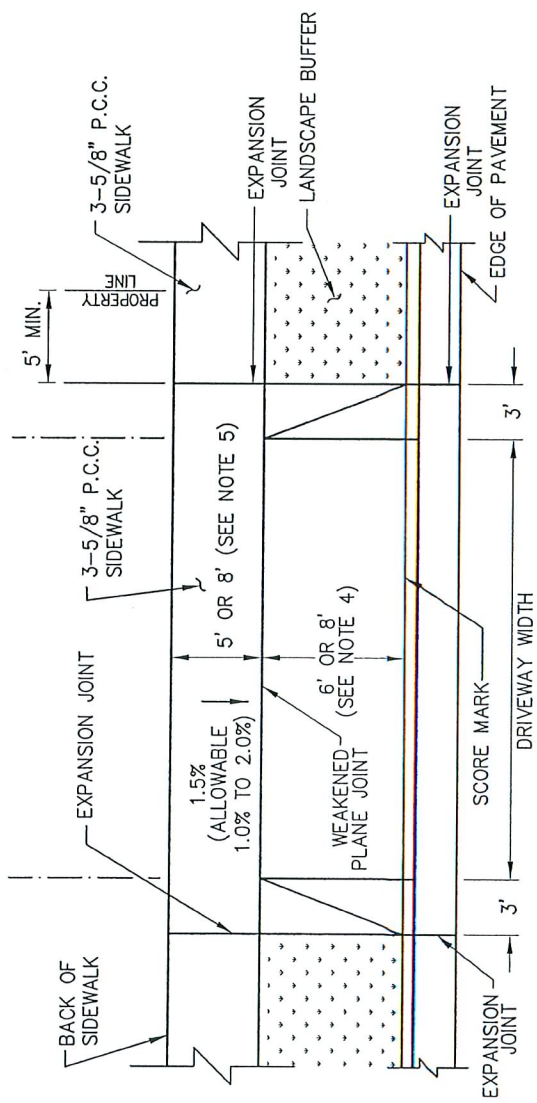 BACK OF
SIDEWALK
EXPANSION JOINT
3-5/8" P.C.C.
SIDEWALK
5' MIN.
PROPERTY
LINE
3-5/8" P.C.C.
SIDEWALK
1.5%
(ALLOWABLE
1.0% TO 2.0%)
5' OR 8' (SEE NOTE 5)
EXPANSION
JOINT
LANDSCAPE BUFFER
WEAKENED
PLANE JOINT
6' OR 8'
(SEE NOTE 4)
EXPANSION
JOINT
EDGE OF PAVEMENT
EXPANSION
JOINT
3'
SCORE MARK
DRIVEWAY WIDTH
3'